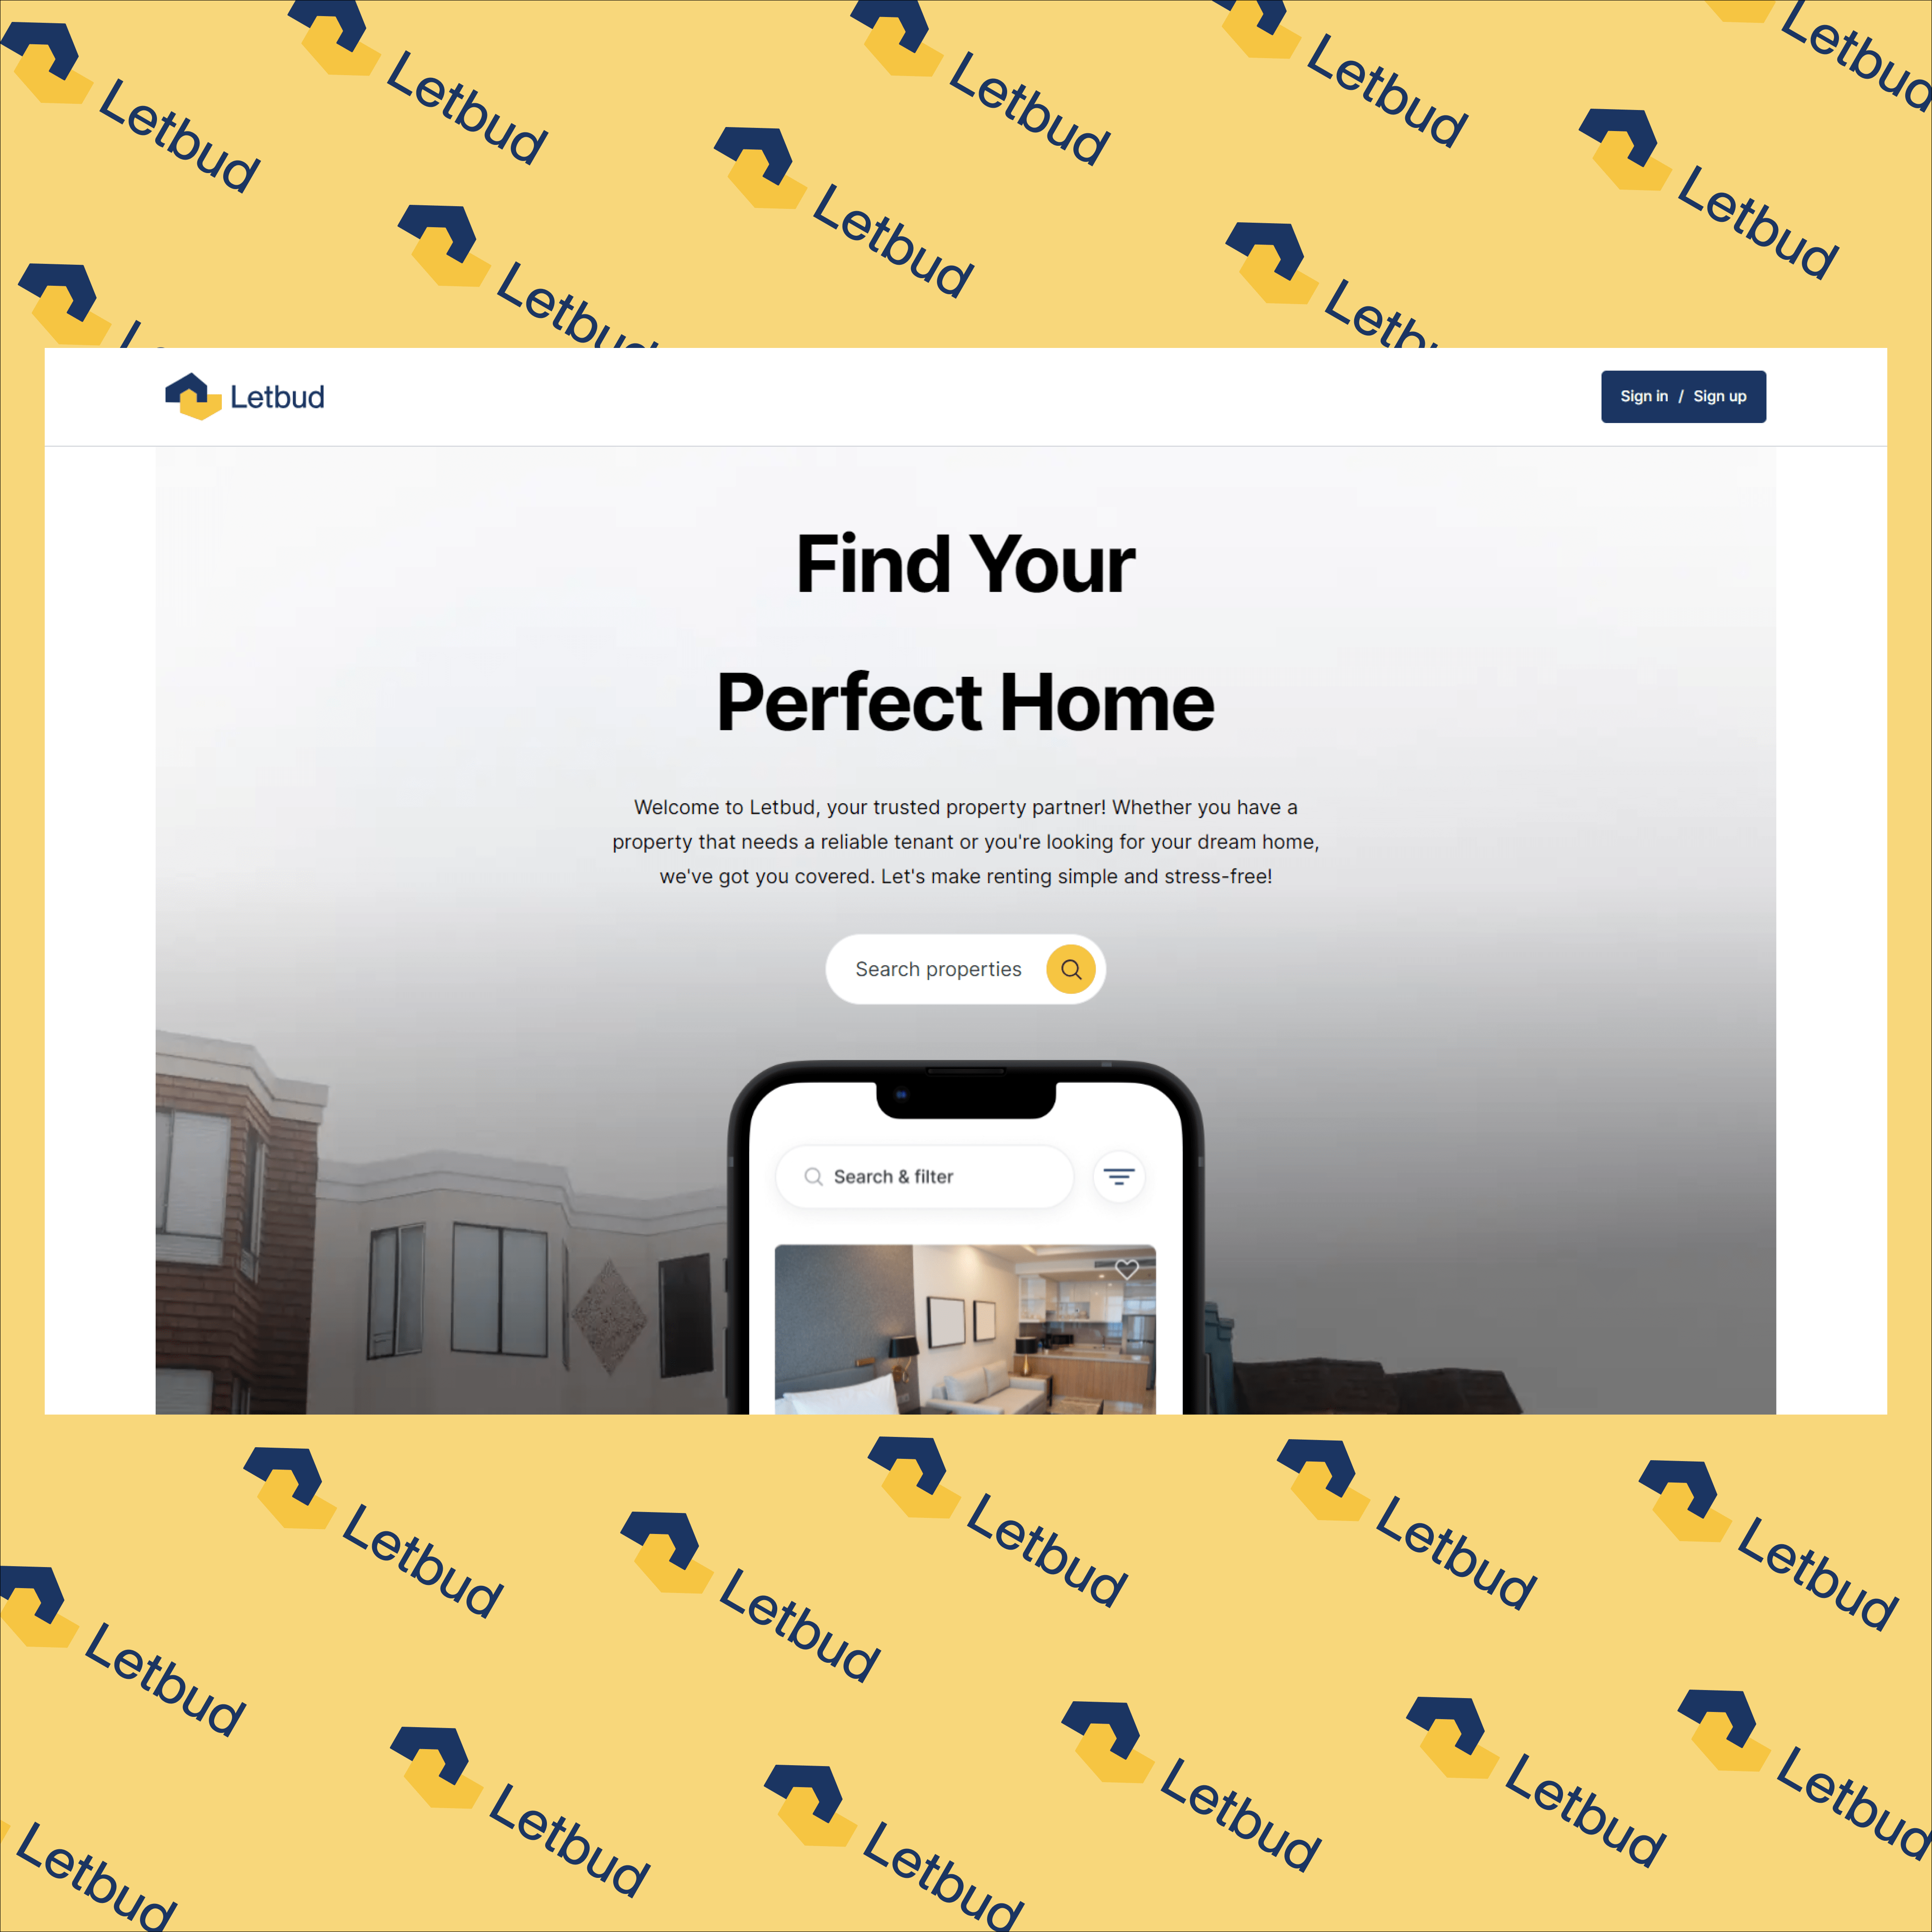 Letbud
Letbud
Letbud
Letbud
Letbud
Letbud
Letbud
Letbud
Letb
L
Letbud
Sign in / Sign up
Find Your
Perfect Home
Welcome to Letbud, your trusted property partner! Whether you have a
property that needs a reliable tenant or you're looking for your dream home,
we've got you covered. Let's make renting simple and stress-free!
Search properties
Search & filter
Letbud
Letbud
Letbud
Letbud
Letbud
Letbud
Letbud
Letbud
Letbud
Letbud
Letbud
Letbud